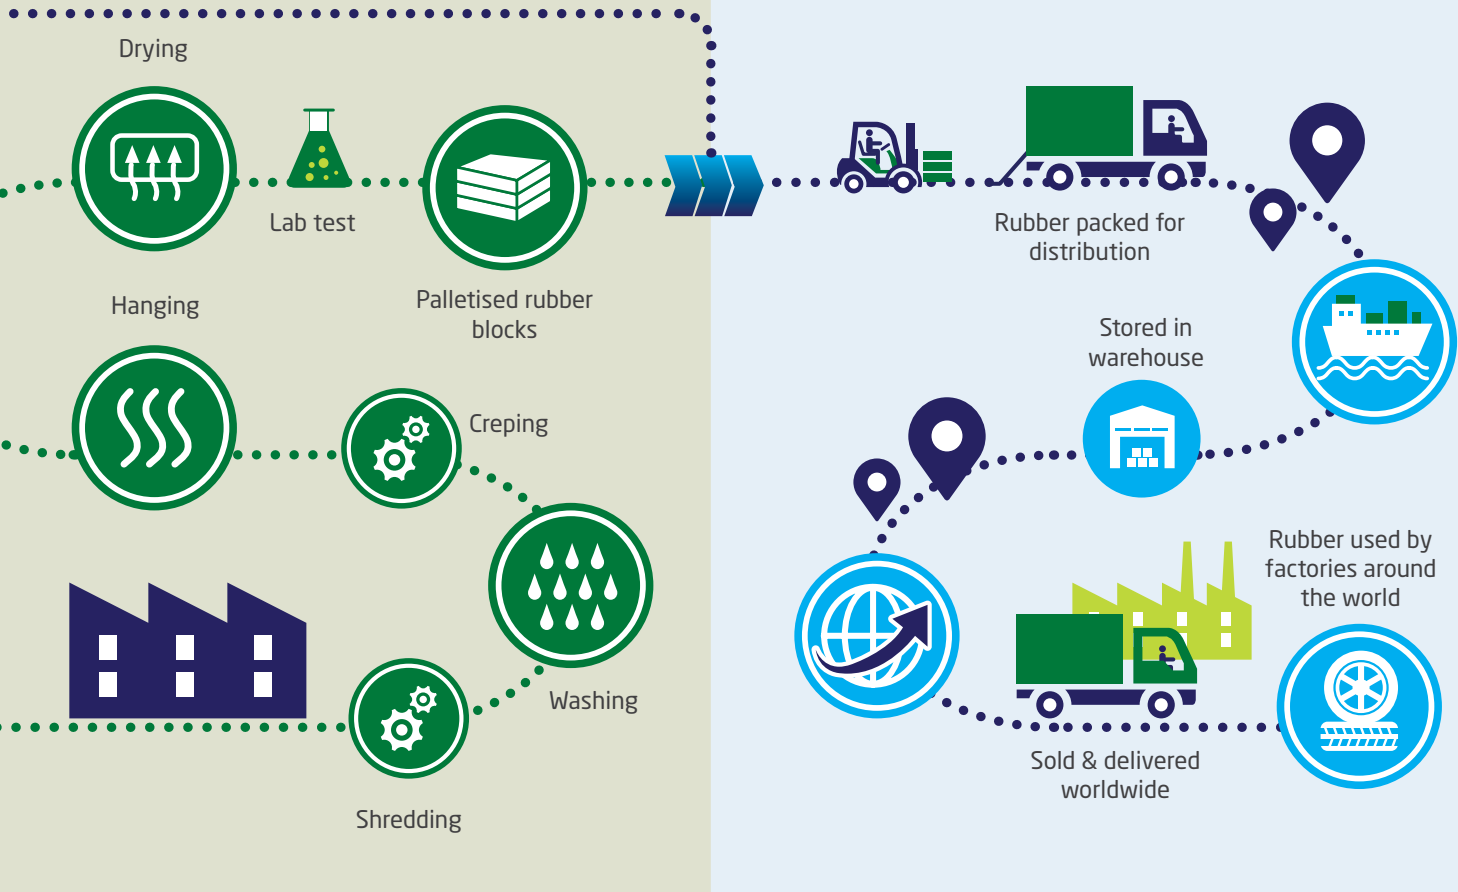 Drying
Lab test
Hanging
Palletised rubber
blocks
Creping
Washing
Shredding
Rubber packed for
distribution
Stored in
warehouse
Rubber used by
factories around
the world
Sold & delivered
worldwide